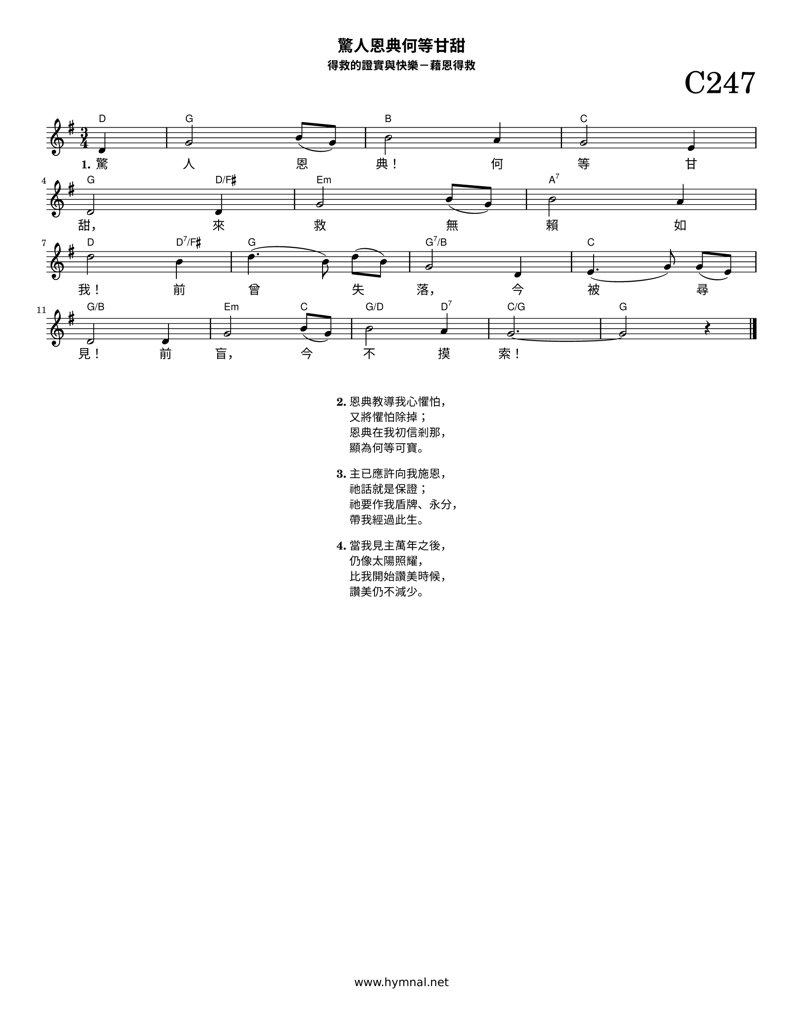 驚人恩典何等甘甜
得救的證實與快樂－藉恩得救
C247
D G B C
3
4
1. 驚 人 恩 典！ 何 等 甘
4 G D/F♯ Em A7
甜， 來 救 無 賴 如
7 D D7/F♯ G G7/B C
我！ 前 曾 失 落， 今 被 尋
11 G/B Em C G/D D7 C/G G
見！ 前 盲， 今 不 摸 索！
2. 恩典教導我心懼怕，
又將懼怕除掉；
恩典在我初信剎那，
顯為何等可寶。
3. 主已應許向我施恩，
祂話就是保證；
祂要作我盾牌、永分，
帶我經過此生。
4. 當我見主萬年之後，
仍像太陽照耀，
比我開始讚美時候，
讚美仍不減少。
www.hymnal.net